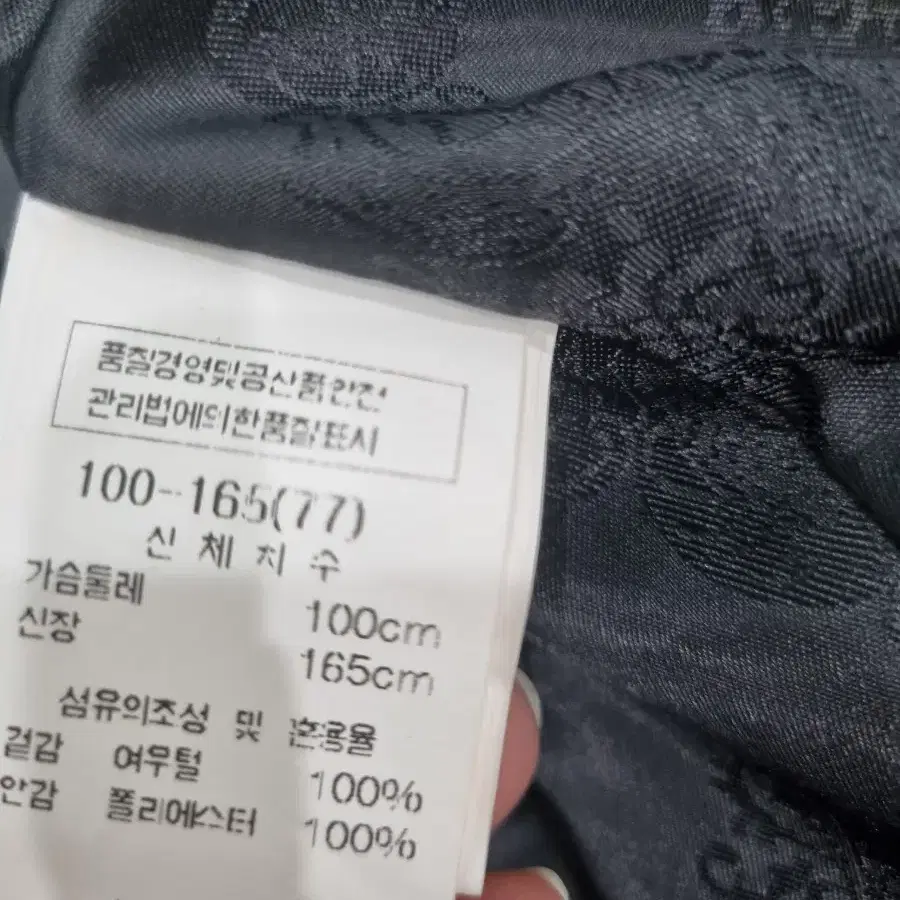 품질경영및공산품안전
관리법에의한품질표시
100-165(77)
신체치수
가슴둘레 100cm
신장 165cm
섬유의조성 및 혼용율
겉감 여우털 100%
안감 폴리에스터 100%